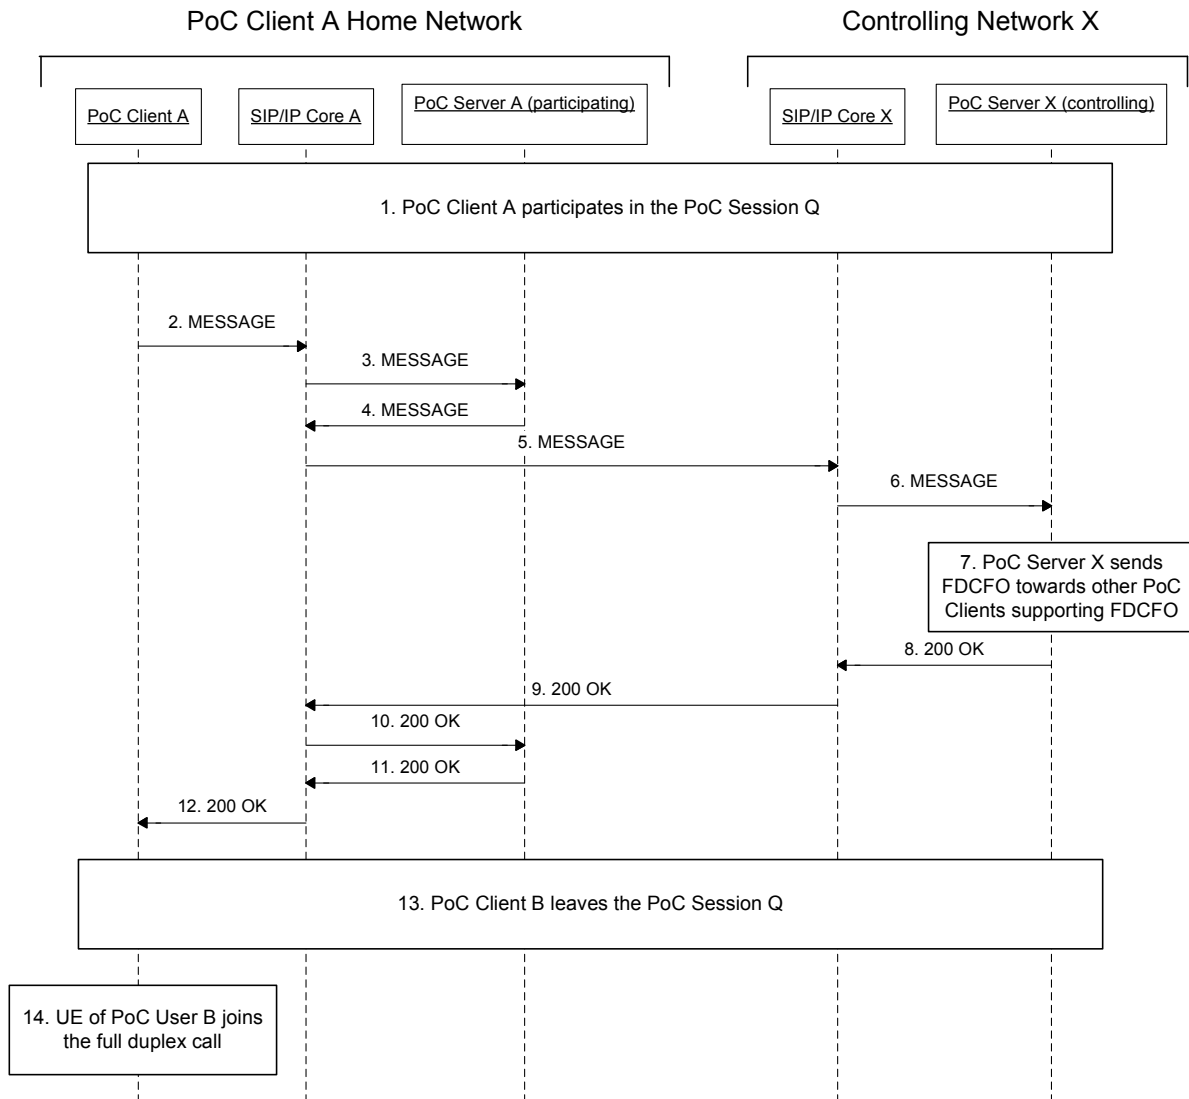 PoC Client A Home Network
Controlling Network X
PoC Client A
SIP/IP Core A
PoC Server A (participating)
SIP/IP Core X
PoC Server X (controlling)
1. PoC Client A participates in the PoC Session Q
2. MESSAGE
3. MESSAGE
4. MESSAGE
5. MESSAGE
6. MESSAGE
7. PoC Server X sends
FDCFO towards other PoC
Clients supporting FDCFO
8. 200 OK
9. 200 OK
10. 200 OK
11. 200 OK
12. 200 OK
13. PoC Client B leaves the PoC Session Q
14. UE of PoC User B joins
the full duplex call